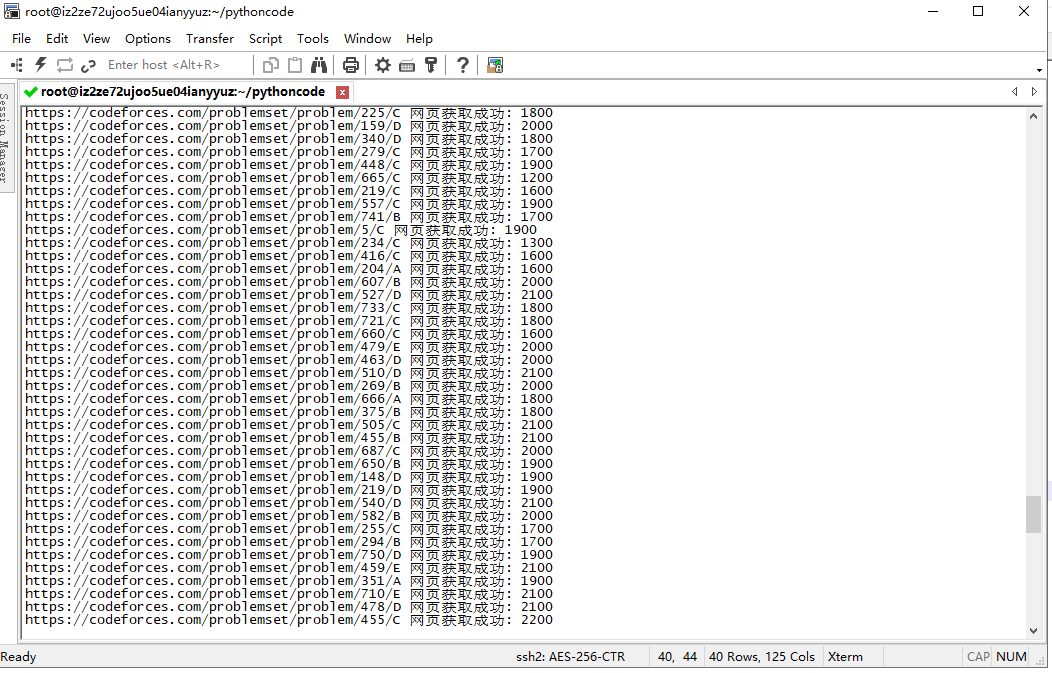 root@iz2ze72ujoo5ue04ianyyuz:~/pythoncode
File Edit View Options Transfer Script Tools Window Help
Enter host <Alt+R>
Session Manager
root@iz2ze72ujoo5ue04ianyyuz:~/pythoncode
https://codeforces.com/problemset/problem/225/C 网页获取成功: 1800
https://codeforces.com/problemset/problem/159/D 网页获取成功: 2000
https://codeforces.com/problemset/problem/340/D 网页获取成功: 1800
https://codeforces.com/problemset/problem/279/C 网页获取成功: 1700
https://codeforces.com/problemset/problem/448/C 网页获取成功: 1900
https://codeforces.com/problemset/problem/665/C 网页获取成功: 1200
https://codeforces.com/problemset/problem/219/C 网页获取成功: 1600
https://codeforces.com/problemset/problem/557/C 网页获取成功: 1900
https://codeforces.com/problemset/problem/741/B 网页获取成功: 1700
https://codeforces.com/problemset/problem/5/C 网页获取成功: 1900
https://codeforces.com/problemset/problem/234/C 网页获取成功: 1300
https://codeforces.com/problemset/problem/416/C 网页获取成功: 1600
https://codeforces.com/problemset/problem/204/A 网页获取成功: 1600
https://codeforces.com/problemset/problem/607/B 网页获取成功: 2000
https://codeforces.com/problemset/problem/527/D 网页获取成功: 2100
https://codeforces.com/problemset/problem/733/C 网页获取成功: 1800
https://codeforces.com/problemset/problem/721/C 网页获取成功: 1800
https://codeforces.com/problemset/problem/660/C 网页获取成功: 1600
https://codeforces.com/problemset/problem/479/E 网页获取成功: 2000
https://codeforces.com/problemset/problem/463/D 网页获取成功: 2000
https://codeforces.com/problemset/problem/510/D 网页获取成功: 2100
https://codeforces.com/problemset/problem/269/B 网页获取成功: 2000
https://codeforces.com/problemset/problem/666/A 网页获取成功: 1800
https://codeforces.com/problemset/problem/375/B 网页获取成功: 1800
https://codeforces.com/problemset/problem/505/C 网页获取成功: 2100
https://codeforces.com/problemset/problem/455/B 网页获取成功: 2100
https://codeforces.com/problemset/problem/687/C 网页获取成功: 2000
https://codeforces.com/problemset/problem/650/B 网页获取成功: 1900
https://codeforces.com/problemset/problem/148/D 网页获取成功: 1900
https://codeforces.com/problemset/problem/219/D 网页获取成功: 1900
https://codeforces.com/problemset/problem/540/D 网页获取成功: 2100
https://codeforces.com/problemset/problem/582/B 网页获取成功: 2000
https://codeforces.com/problemset/problem/255/C 网页获取成功: 1700
https://codeforces.com/problemset/problem/294/B 网页获取成功: 1700
https://codeforces.com/problemset/problem/750/D 网页获取成功: 1900
https://codeforces.com/problemset/problem/459/E 网页获取成功: 2100
https://codeforces.com/problemset/problem/351/A 网页获取成功: 1900
https://codeforces.com/problemset/problem/710/E 网页获取成功: 2100
https://codeforces.com/problemset/problem/478/D 网页获取成功: 2100
https://codeforces.com/problemset/problem/455/C 网页获取成功: 2200
Ready ssh2: AES-256-CTR 40, 44 40 Rows, 125 Cols Xterm CAP NUM